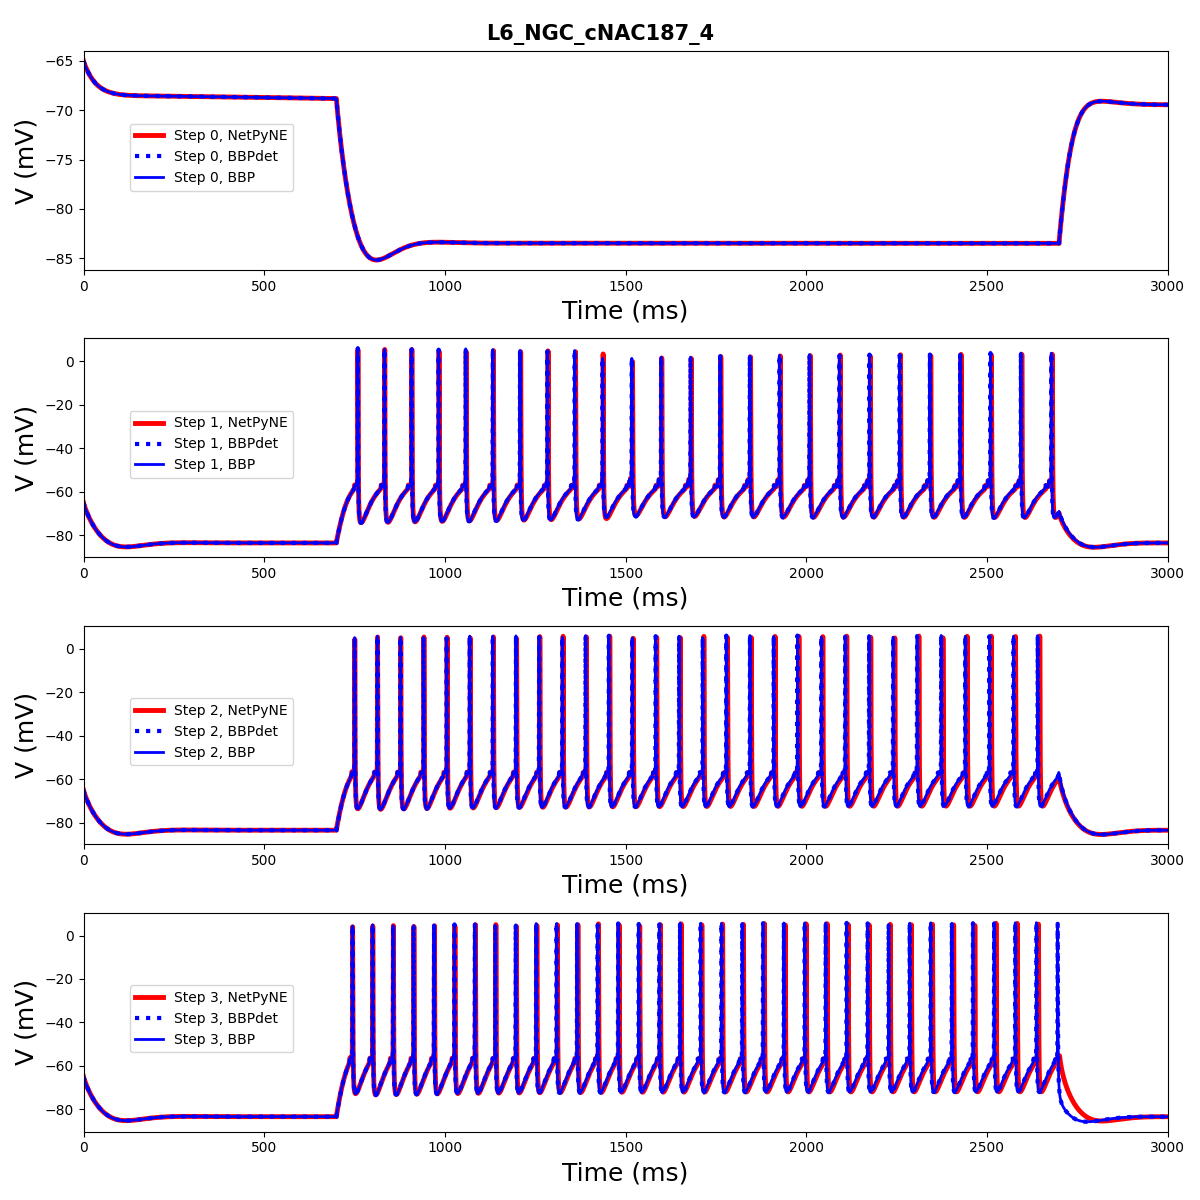 L6_NGC_cNAC187_4
V (mV)
−65
−70
−75
−80
−85
Step 0, NetPyNE
Step 0, BBPdet
Step 0, BBP
0 500 1000 1500 2000 2500 3000
Time (ms)
V (mV)
0
−20
−40
−60
−80
Step 1, NetPyNE
Step 1, BBPdet
Step 1, BBP
0 500 1000 1500 2000 2500 3000
Time (ms)
V (mV)
0
−20
−40
−60
−80
Step 2, NetPyNE
Step 2, BBPdet
Step 2, BBP
0 500 1000 1500 2000 2500 3000
Time (ms)
V (mV)
0
−20
−40
−60
−80
Step 3, NetPyNE
Step 3, BBPdet
Step 3, BBP
0 500 1000 1500 2000 2500 3000
Time (ms)